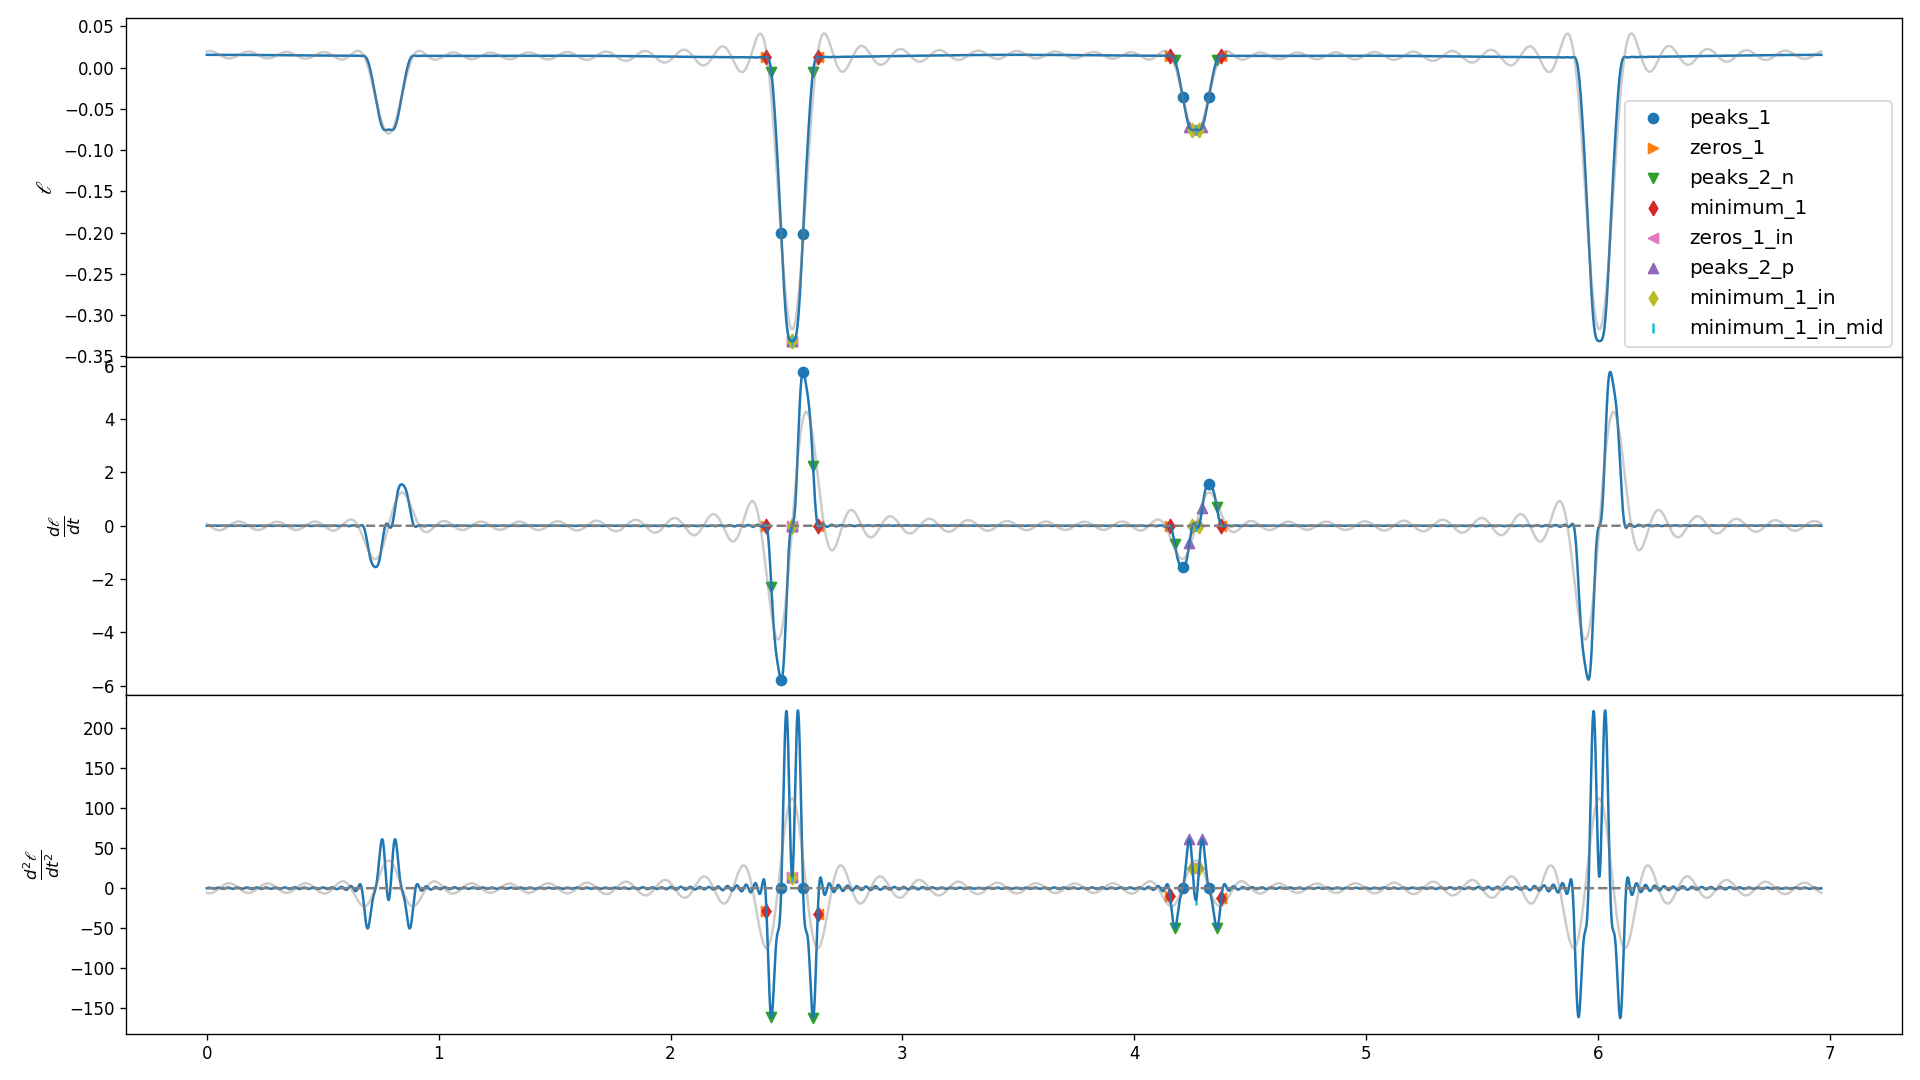 0.05
0.00
−0.05
−0.10
−0.15
−0.20
−0.25
−0.30
−0.35
ℓ
peaks_1
zeros_1
peaks_2_n
minimum_1
zeros_1_in
peaks_2_p
minimum_1_in
minimum_1_in_mid
6
4
2
0
−2
−4
−6
dℓ
dt
200
150
100
50
0
−50
−100
−150
d²ℓ
dt²
0 1 2 3 4 5 6 7